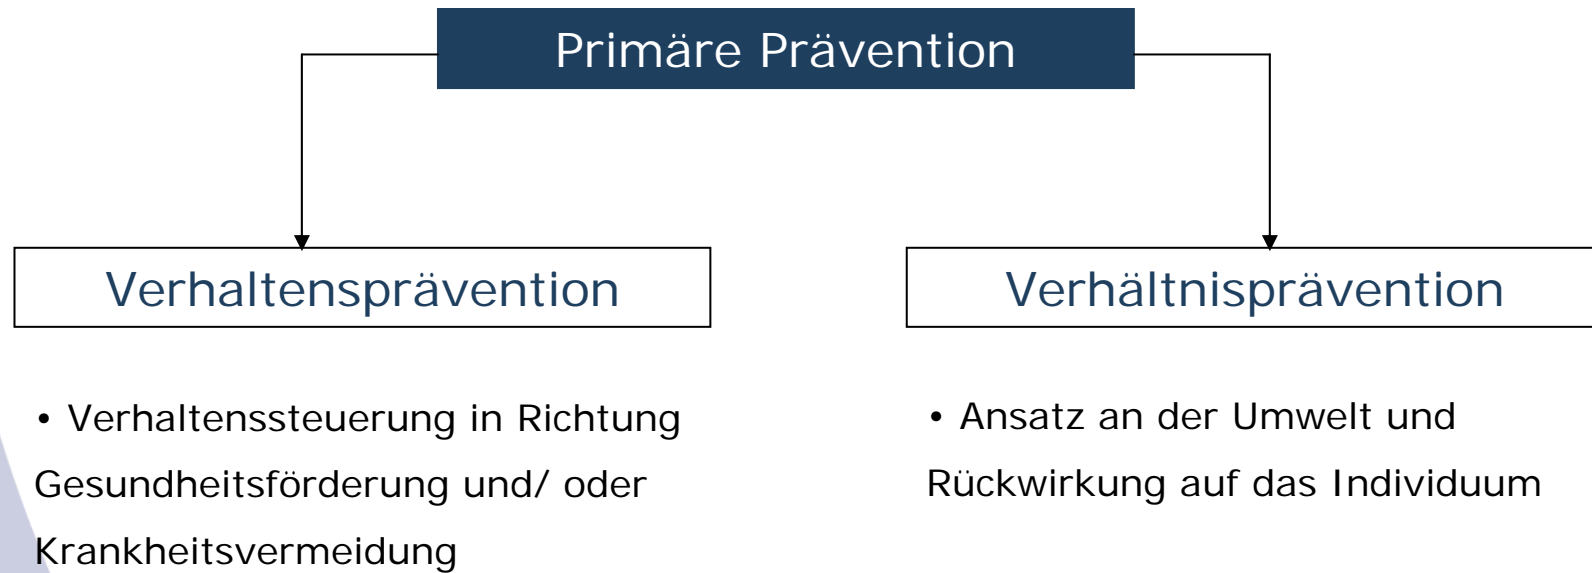 Primäre Prävention
Verhaltensprävention
• Verhaltenssteuerung in Richtung
Gesundheitsförderung und/ oder
Krankheitsvermeidung
Verhältnisprävention
• Ansatz an der Umwelt und
Rückwirkung auf das Individuum